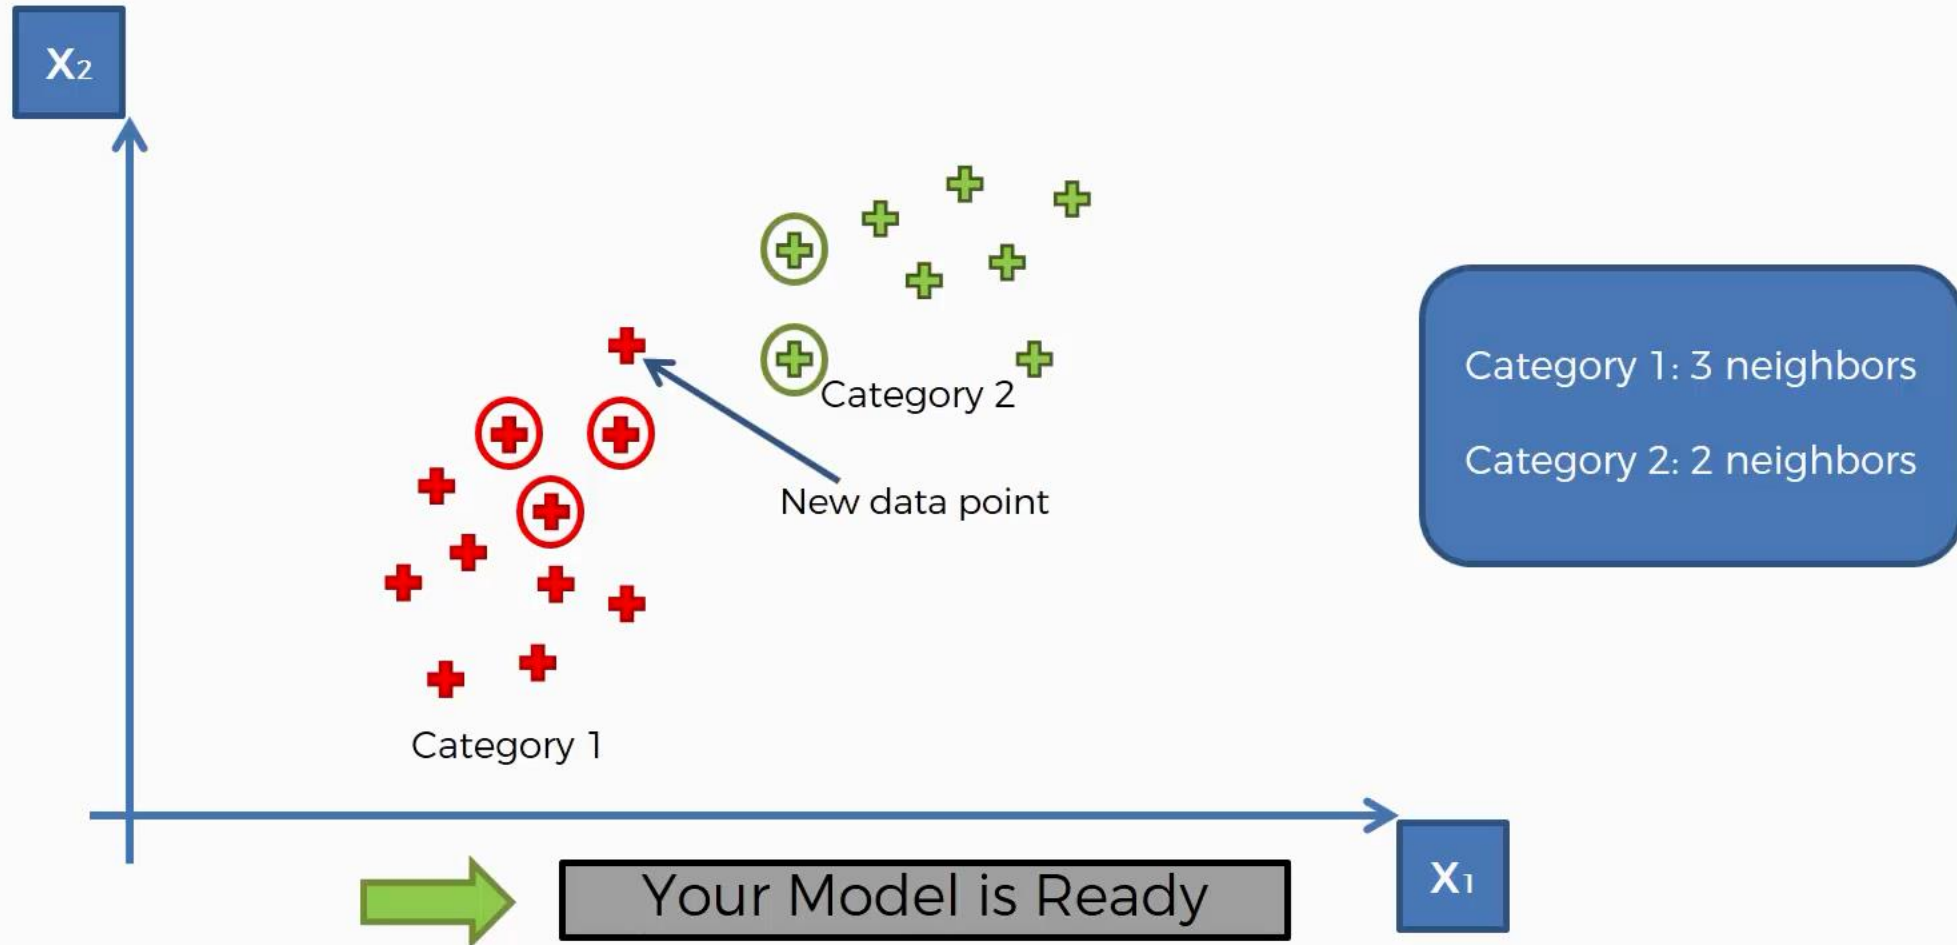 X2
Category 2
New data point
Category 1: 3 neighbors
Category 2: 2 neighbors
Category 1
Your Model is Ready
X1